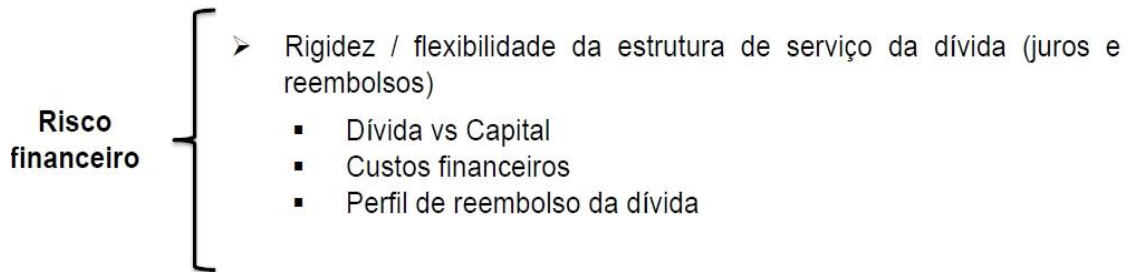 Risco
financeiro
➢ Rigidez / flexibilidade da estrutura de serviço da dívida (juros e
reembolsos)
▪ Dívida vs Capital
▪ Custos financeiros
▪ Perfil de reembolso da dívida